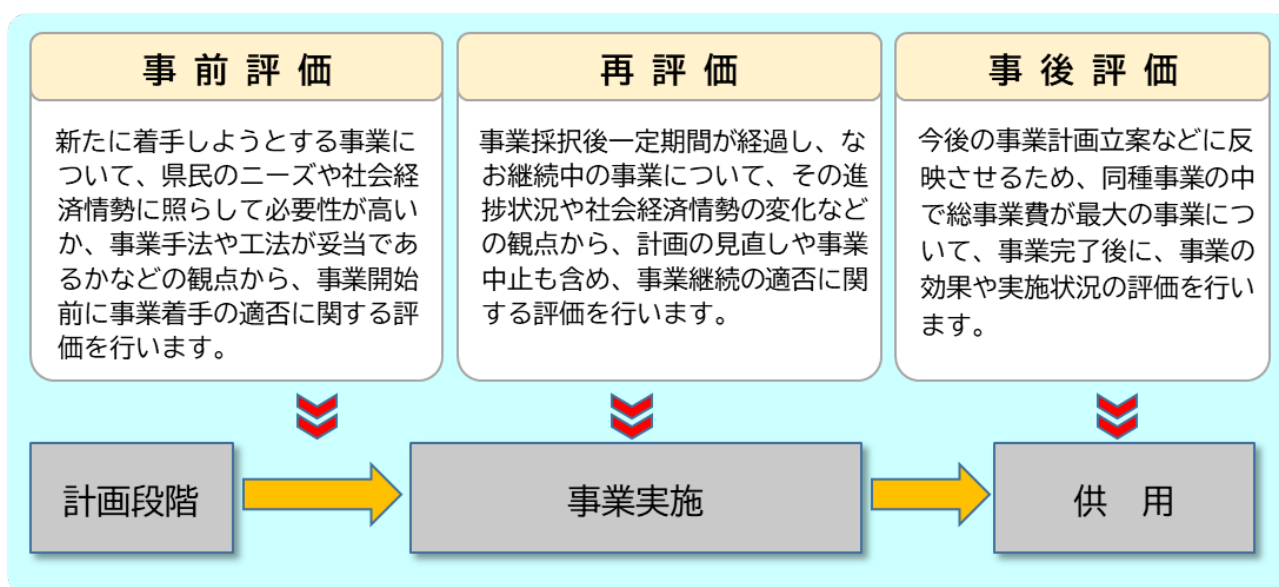 事前評価
新たに着手しようとする事業に
ついて、県民のニーズや社会経
済情勢に照らして必要性が高い
か、事業手法や工法が妥当であ
るかなどの観点から、事業開始
前に事業着手の適否に関する評
価を行います。
再評価
事業採択後一定期間が経過し、な
お継続中の事業について、その進
捗状況や社会経済情勢の変化など
の観点から、計画の見直しや事業
中止も含め、事業継続の適否に関
する評価を行います。
事後評価
今後の事業計画立案などに反
映させるため、同種事業の中
で総事業費が最大の事業につ
いて、事業完了後に、事業の
効果や実施状況の評価を行い
ます。
計画段階
事業実施
供　用